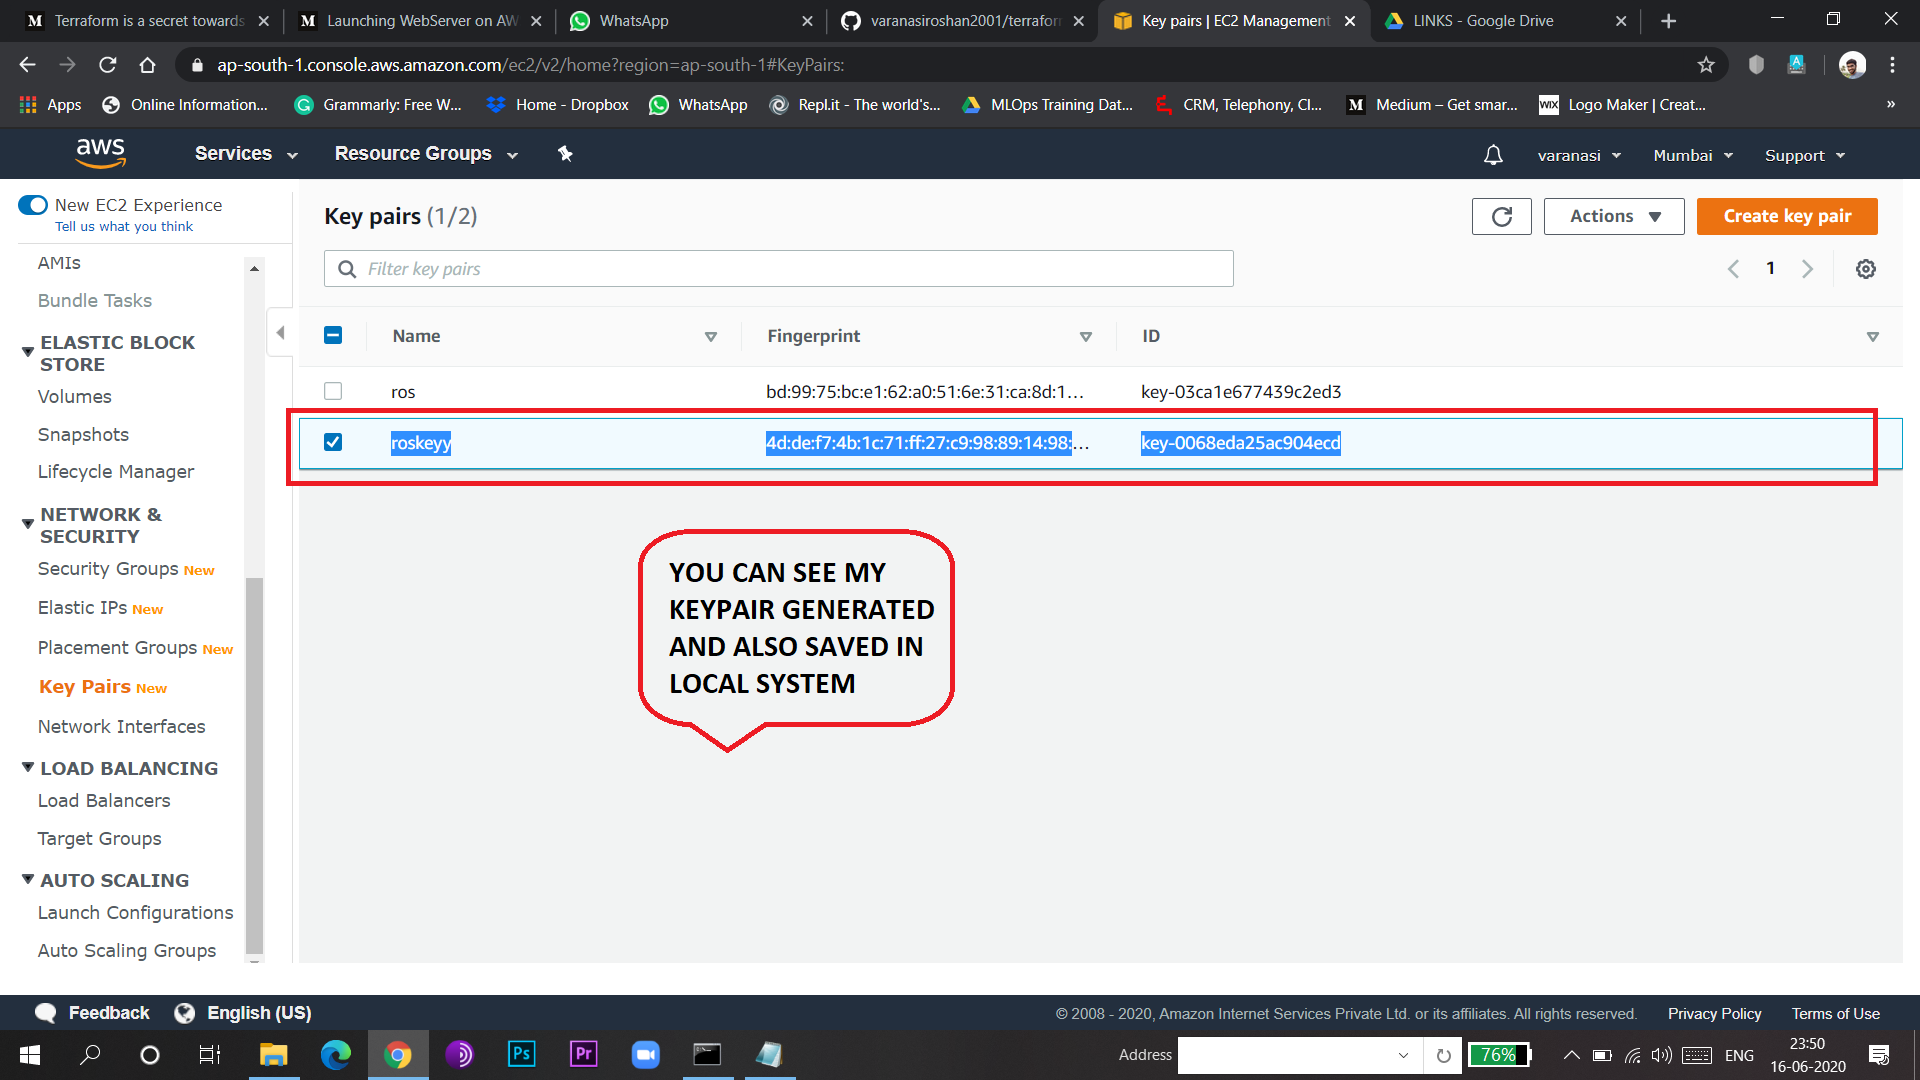 Terraform is a secret towards
Launching WebServer on AW
WhatsApp
varanasiroshan2001/terrafor
Key pairs | EC2 Management
LINKS - Google Drive
ap-south-1.console.aws.amazon.com/ec2/v2/home?region=ap-south-1#KeyPairs:
Apps
Online Information...
Grammarly: Free W...
Home - Dropbox
WhatsApp
Repl.it - The world's...
MLOps Training Dat...
CRM, Telephony, Cl...
Medium – Get smar...
WIX
Logo Maker | Creat...
»
aws
Services
Resource Groups
varanasi
Mumbai
Support
New EC2 Experience
Tell us what you think
AMIs
Bundle Tasks
ELASTIC BLOCK
STORE
Volumes
Snapshots
Lifecycle Manager
NETWORK &
SECURITY
Security Groups New
Elastic IPs New
Placement Groups New
Key Pairs New
Network Interfaces
LOAD BALANCING
Load Balancers
Target Groups
AUTO SCALING
Launch Configurations
Auto Scaling Groups
Key pairs (1/2)
Actions
Create key pair
Filter key pairs
1
Name
Fingerprint
ID
ros
bd:99:75:bc:e1:62:a0:51:6e:31:ca:8d:1...
key-03ca1e677439c2ed3
roskeyy
4d:de:f7:4b:1c:71:ff:27:c9:98:89:14:98:...
key-0068eda25ac904ecd
YOU CAN SEE MY
KEYPAIR GENERATED
AND ALSO SAVED IN
LOCAL SYSTEM
Feedback
English (US)
© 2008 - 2020, Amazon Internet Services Private Ltd. or its affiliates. All rights reserved.
Privacy Policy
Terms of Use
Ps
Pr
Address
76%
ENG
23:50
16-06-2020